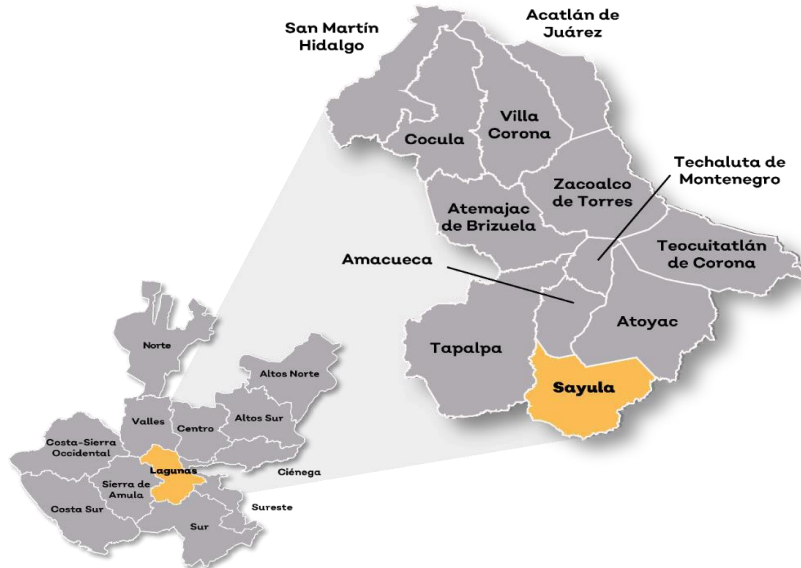 San Martín
Hidalgo
Acatlán de
Juárez
Villa
Corona
Cocula
Techaluta de
Montenegro
Zacoalco
de Torres
Atemajac
de Brizuela
Teocuitatlán
de Corona
Amacueca
Atoyac
Tapalpa
Sayula
Norte
Altos Norte
Valles
Centro
Altos Sur
Costa-Sierra
Occidental
Lagunas
Ciénega
Sierra de
Amula
Costa Sur
Sureste
Sur